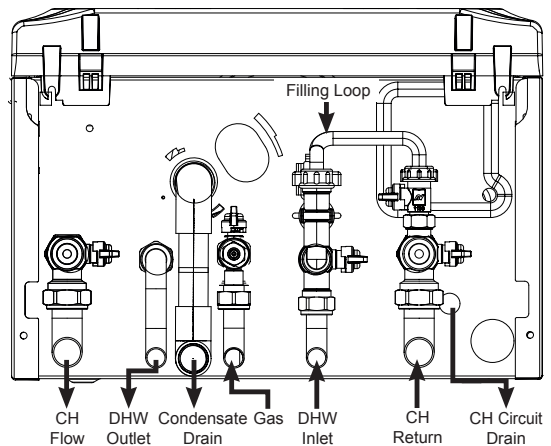 Filling Loop
CH Flow
DHW Outlet
Condensate Drain
Gas
DHW Inlet
CH Return
CH Circuit Drain